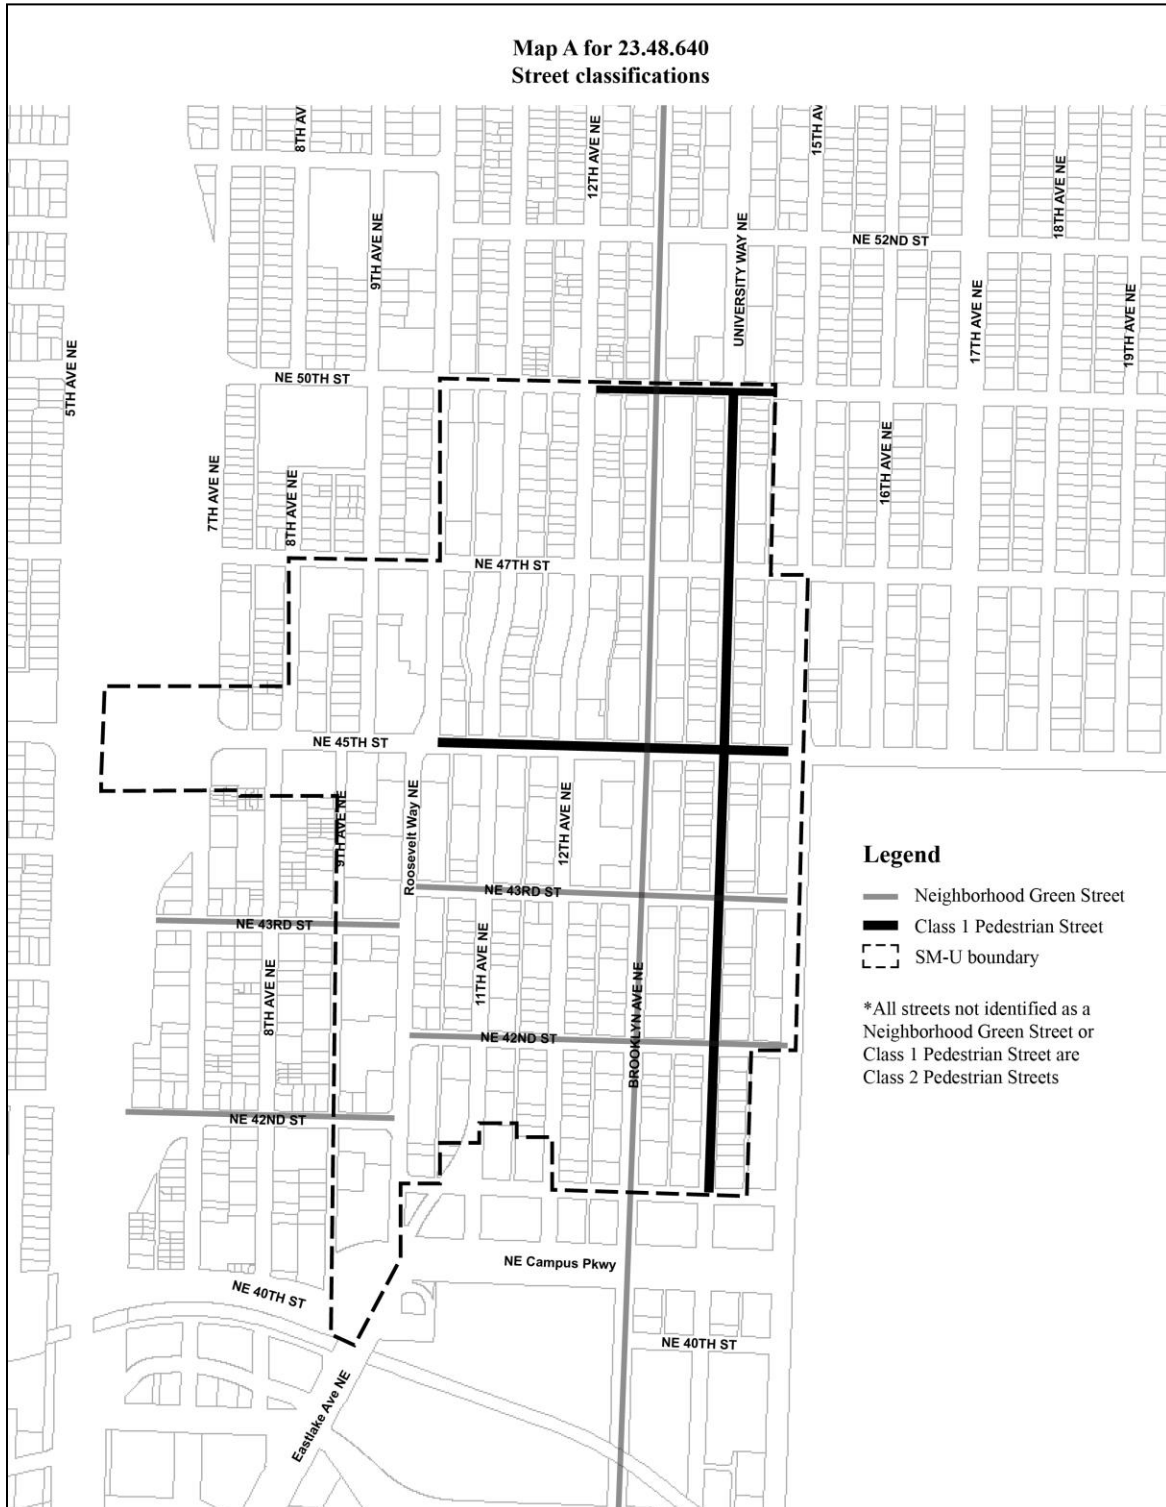 Map A for 23.48.640
Street classifications
8TH AV
12TH AVE NE
15TH AV
18TH AVE NE
9TH AVE NE
UNIVERSITY WAY NE
NE 52ND ST
17TH AVE NE
19TH AVE NE
5TH AVE NE
NE 50TH ST
7TH AVE NE
8TH AVE NE
16TH AVE NE
NE 47TH ST
NE 45TH ST
9TH AVE NE
Roosevelt Way NE
12TH AVE NE
NE 43RD ST
NE 43RD ST
11TH AVE NE
8TH AVE NE
BROOKLYN AVE NE
NE 42ND ST
NE 42ND ST
NE Campus Pkwy
NE 40TH ST
NE 40TH ST
Eastlake Ave NE
Legend
Neighborhood Green Street
Class 1 Pedestrian Street
SM-U boundary
*All streets not identified as a
Neighborhood Green Street or
Class 1 Pedestrian Street are
Class 2 Pedestrian Streets